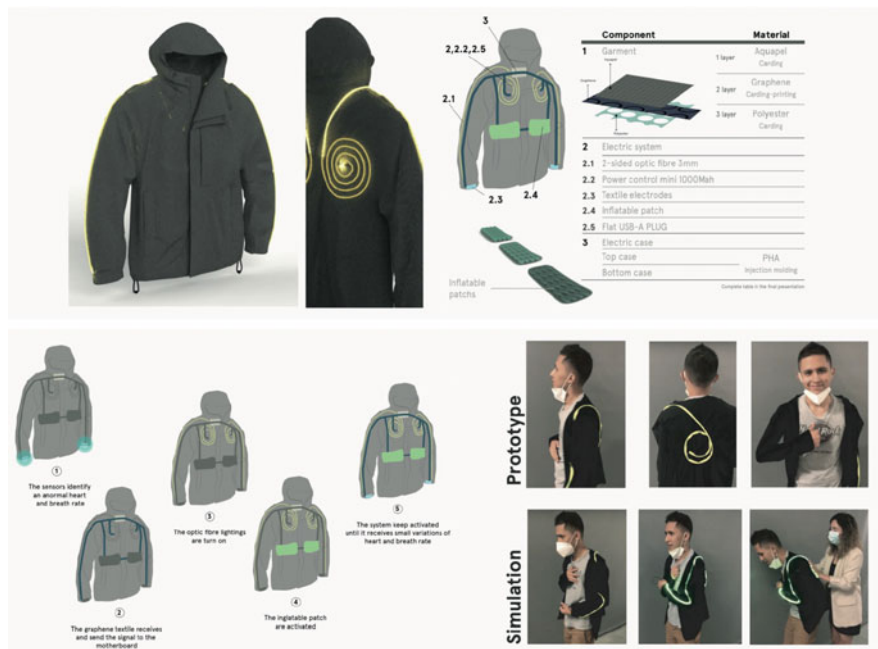 Component Material
1 Garment
1 layer Aquapel
Carding
2 layer Graphene
Carding-printing
3 layer Polyester
Carding
2 Electric system
2.1 2-sided optic fibre 3mm
2.2 Power control mini 1000Mah
2.3 Textile electrodes
2.4 Inflatable patch
2.5 Flat USB-A PLUG
3 Electric case
Top case
Bottom case
PHA
Injection molding
Complete table in the final presentation
3
2,2.2,2.5
2.1
2.3
2.4
Inflatable
patchs
1
The sensors identify
an anormal heart
and breath rate
2
The graphene textile receives
and send the signal to the
motherboard
3
The optic fibre lightings
are turn on
4
The inglatable patch
are activated
5
The system keep activated
until it receives small variations of
heart and breath rate
Prototype
Simulation